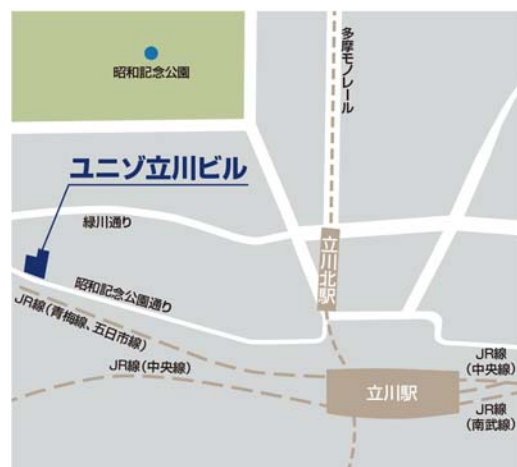 昭和記念公園
多摩モノレール
ユニゾ立川ビル
緑川通り
立川北駅
昭和記念公園通り
JR線(青梅線、五日市線)
JR線(中央線)
立川駅
JR線
(中央線)
JR線
(南武線)